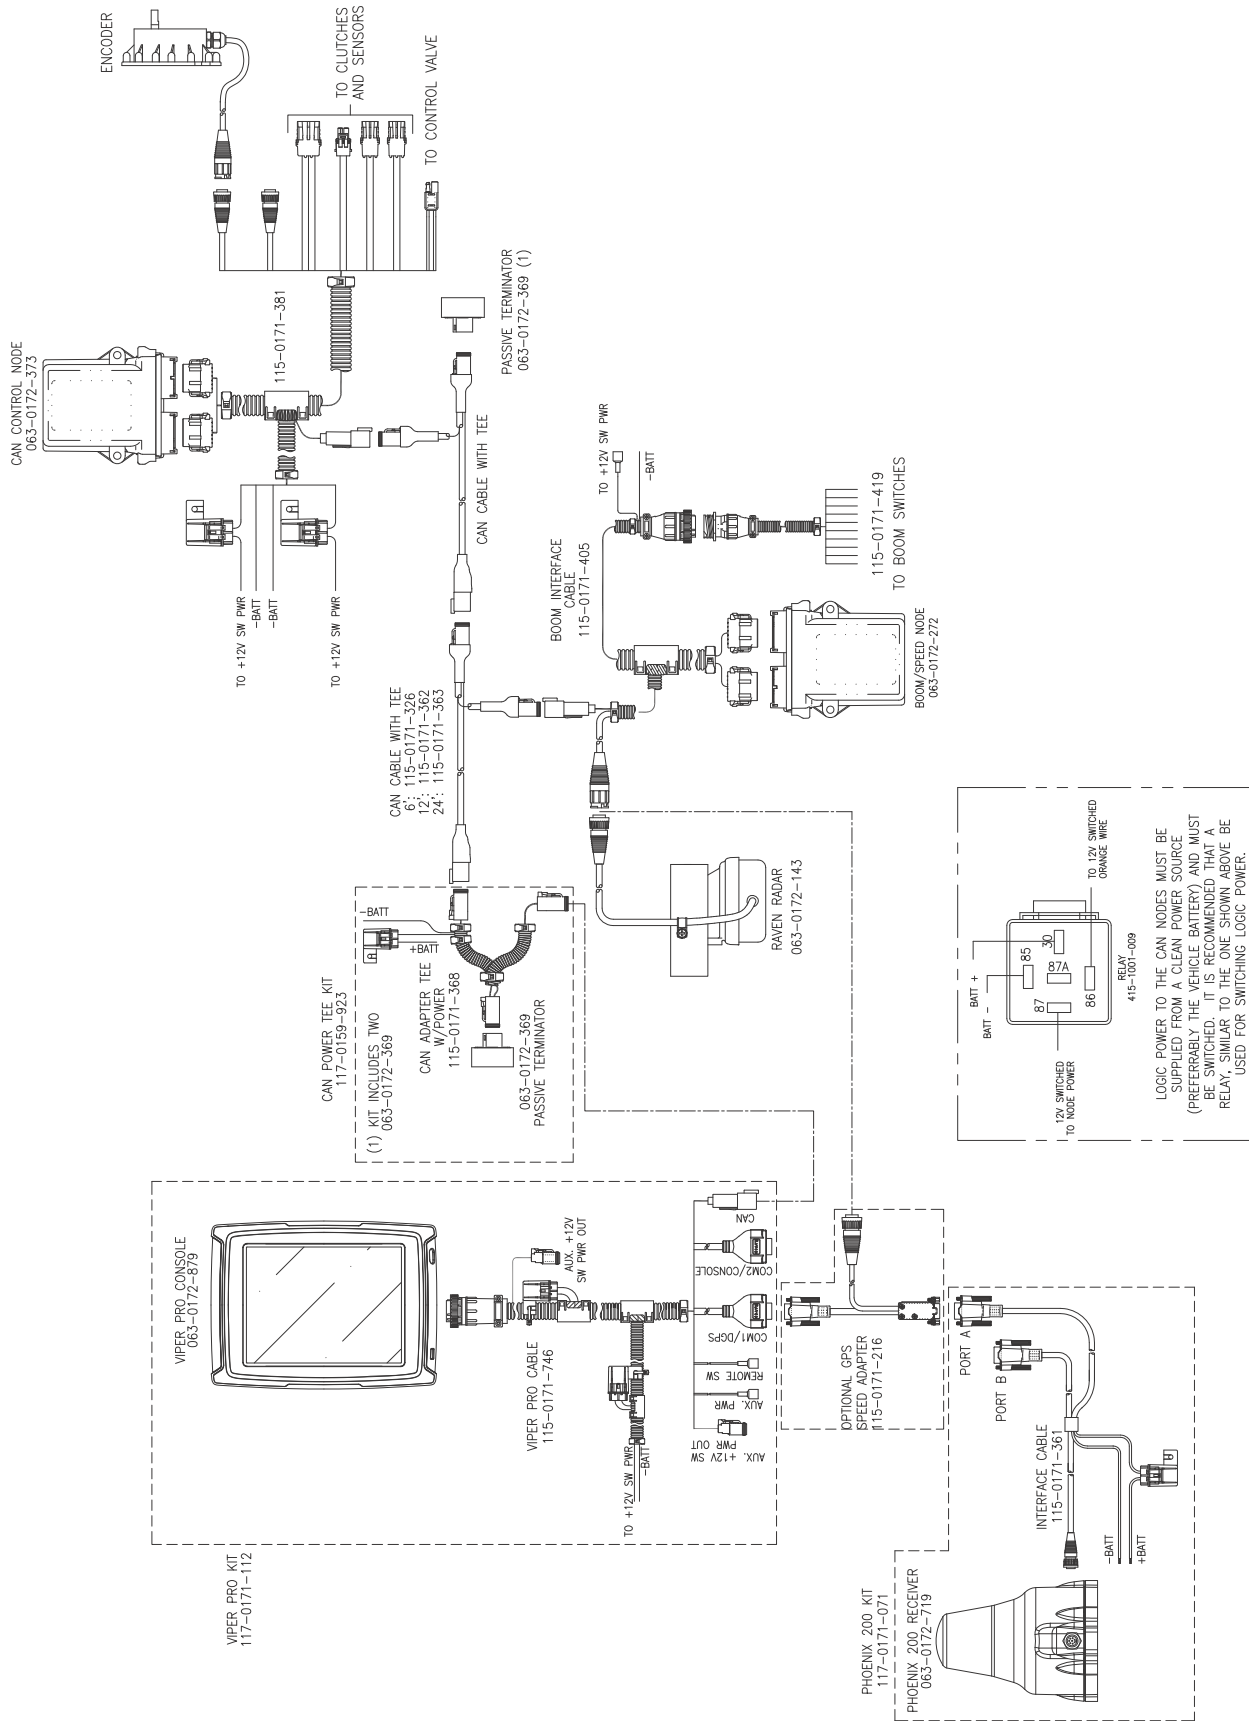 ENCODER
TO CLUTCHES
AND SENSORS
TO CONTROL VALVE
CAN CONTROL NODE
063-0172-373
115-0171-381
PASSIVE TERMINATOR
063-0172-369 (1)
TO +12V SW PWR
-BATT
-BATT
TO +12V SW PWR
CAN CABLE WITH TEE
TO +12V SW PWR
-BATT
BOOM INTERFACE
CABLE
115-0171-405
115-0171-419
TO BOOM SWITCHES
BOOM/SPEED NODE
063-0172-272
CAN CABLE WITH TEE
6': 115-0171-326
12': 115-0171-362
24': 115-0171-363
RAVEN RADAR
063-0172-143
CAN POWER TEE KIT
117-0159-923
(1) KIT INCLUDES TWO
063-0172-369
-BATT
+BATT
CAN ADAPTER TEE
W/POWER
115-0171-368
063-0172-369
PASSIVE TERMINATOR
VIPER PRO KIT
117-0171-112
VIPER PRO CONSOLE
063-0172-879
AUX. +12V
SW PWR OUT
VIPER PRO CABLE
115-0171-746
TO +12V SW PWR
-BATT
CAN
COM2/CONSOLE
COM1/DGPS
REMOTE SW
AUX. PWR
AUX. +12V SW
PWR OUT
OPTIONAL GPS
SPEED ADAPTER
115-0171-216
PORT A
PORT B
INTERFACE CABLE
115-0171-361
-BATT
+BATT
PHOENIX 200 KIT
117-0171-071
PHOENIX 200 RECEIVER
063-0172-719
BATT +
BATT -
85
30
87A
87
86
TO 12V SWITCHED
ORANGE WIRE
12V SWITCHED
TO NODE POWER
RELAY
415-1001-009
LOGIC POWER TO THE CAN NODES MUST BE
SUPPLIED FROM A CLEAN POWER SOURCE
(PREFERRABLY THE VEHICLE BATTERY) AND MUST
BE SWITCHED. IT IS RECOMMENDED THAT A
RELAY, SIMILAR TO THE ONE SHOWN ABOVE BE
USED FOR SWITCHING LOGIC POWER.